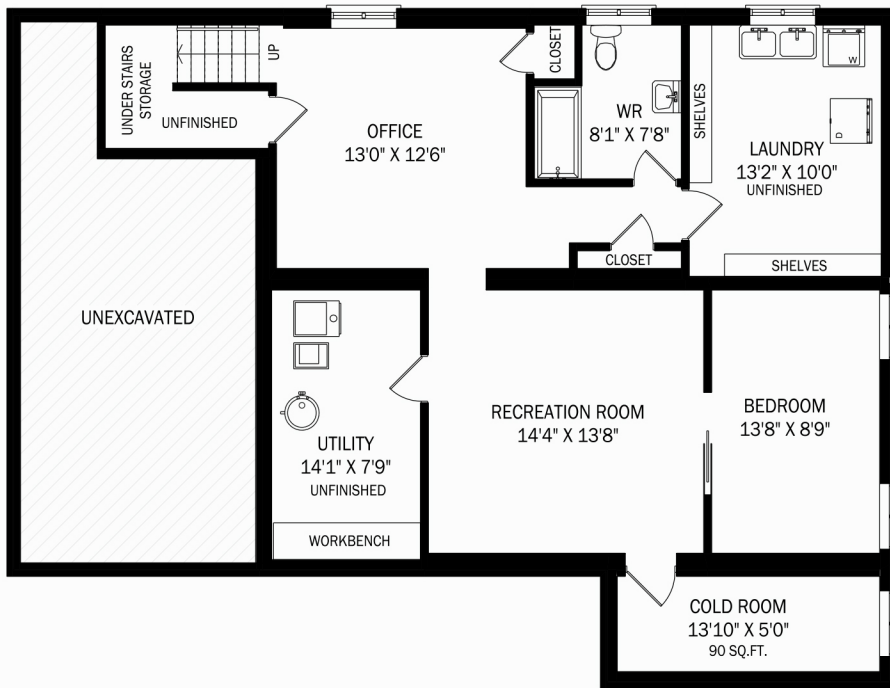 UNDER STAIRS
STORAGE
UP
UNFINISHED
OFFICE
13'0" X 12'6"
CLOSET
WR
8'1" X 7'8"
SHELVES
W
D
LAUNDRY
13'2" X 10'0"
UNFINISHED
CLOSET
SHELVES
UNEXCAVATED
UTILITY
14'1" X 7'9"
UNFINISHED
WORKBENCH
RECREATION ROOM
14'4" X 13'8"
BEDROOM
13'8" X 8'9"
COLD ROOM
13'10" X 5'0"
90 SQ.FT.